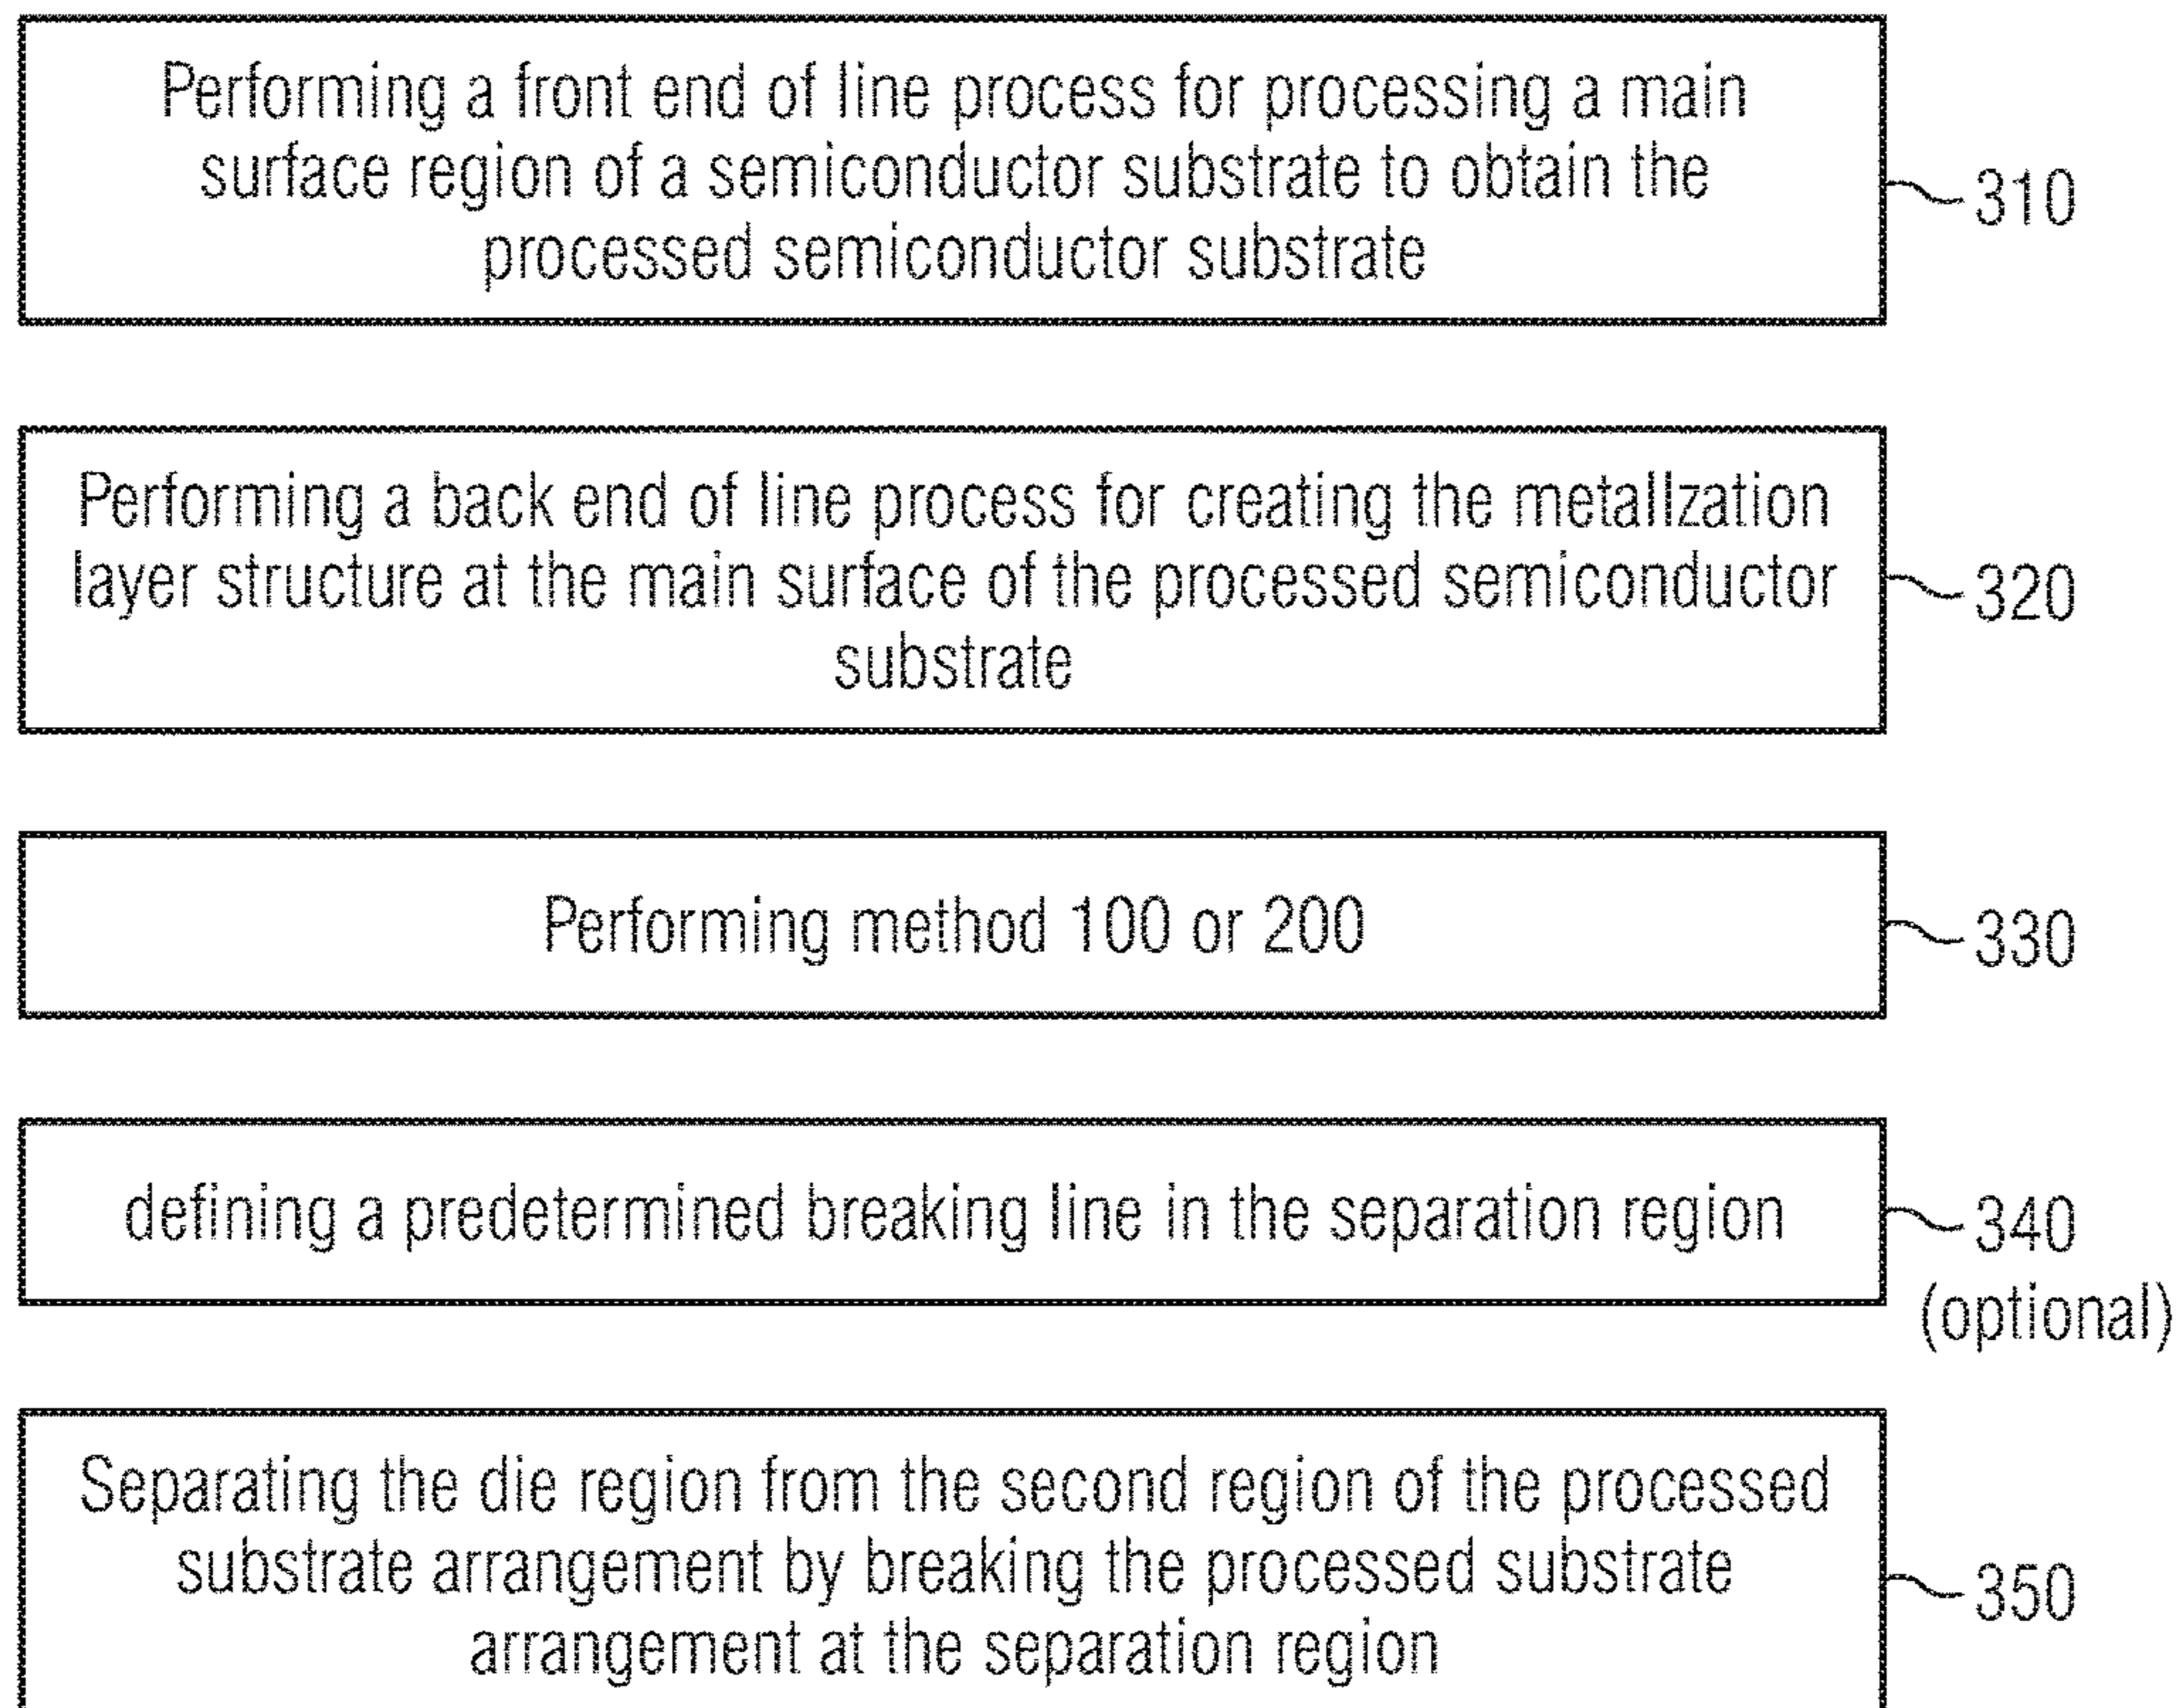 Performing a front end of line process for processing a main
surface region of a semiconductor substrate to obtain the
processed semiconductor substrate
310
Performing a back end of line process for creating the metallzation
layer structure at the main surface of the processed semiconductor
substrate
320
Performing method 100 or 200
330
defining a predetermined breaking line in the separation region
340
(optional)
Separating the die region from the second region of the processed
substrate arrangement by breaking the processed substrate
arrangement at the separation region
350